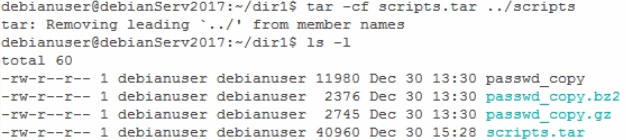 debianuser@debianServ2017:~/dir1$ tar -cf scripts.tar ../scripts
tar: Removing leading `../' from member names
debianuser@debianServ2017:~/dir1$ ls -l
total 60
-rw-r--r-- 1 debianuser debianuser 11980 Dec 30 13:30 passwd_copy
-rw-r--r-- 1 debianuser debianuser  2376 Dec 30 13:30 passwd_copy.bz2
-rw-r--r-- 1 debianuser debianuser  2745 Dec 30 13:30 passwd_copy.gz
-rw-r--r-- 1 debianuser debianuser 40960 Dec 30 15:28 scripts.tar